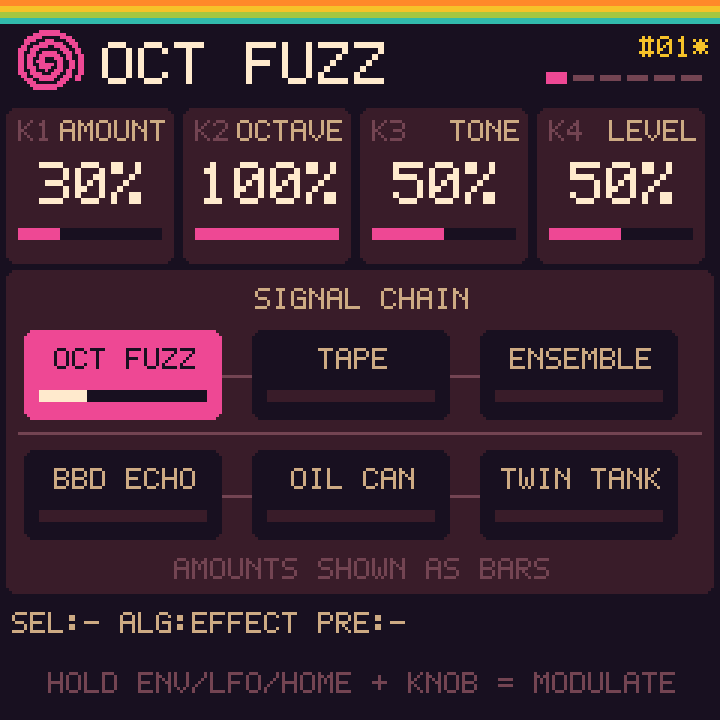 OCT FUZZ #01*
K1 AMOUNT K2 OCTAVE K3 TONE K4 LEVEL
30% 100% 50% 50%
SIGNAL CHAIN
OCT FUZZ TAPE ENSEMBLE
BBD ECHO OIL CAN TWIN TANK
AMOUNTS SHOWN AS BARS
SEL:- ALG:EFFECT PRE:-
HOLD ENV/LFO/HOME + KNOB = MODULATE